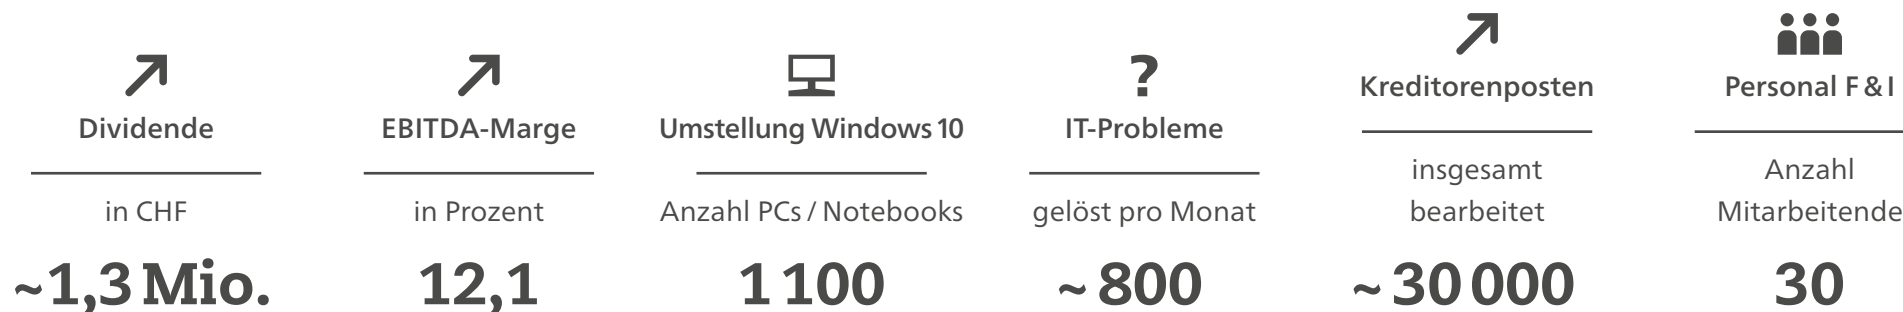 Dividende
in CHF
~1,3 Mio.
EBITDA-Marge
in Prozent
12,1
Umstellung Windows 10
Anzahl PCs / Notebooks
1 100
?
IT-Probleme
gelöst pro Monat
~ 800
Kreditorenposten
insgesamt
bearbeitet
~ 30 000
Personal F & I
Anzahl
Mitarbeitende
30